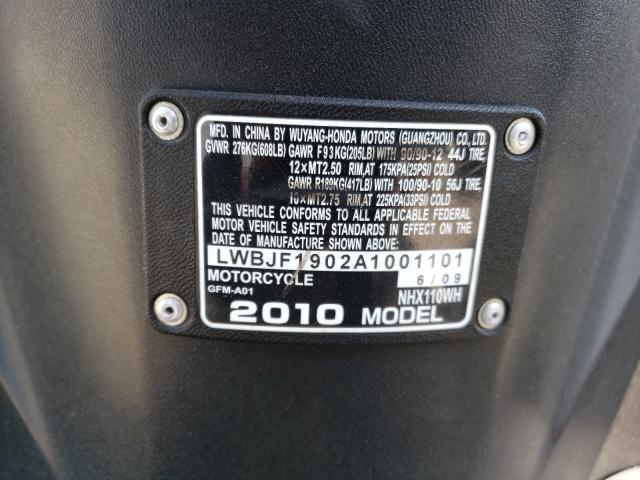 MFD. IN CHINA BY WUYANG-HONDA MOTORS (GUANGZHOU) CO., LTD.
GVWR 276KG(608LB) GAWR F93KG(205LB) WITH 90/90-12 44J TIRE,
12×MT2.50 RIM,AT 175KPA(25PSI) COLD
GAWR R189KG(417LB) WITH 100/90-10 56J TIRE,
10×MT2.75 RIM,AT 225KPA(33PSI) COLD
THIS VEHICLE CONFORMS TO ALL APPLICABLE FEDERAL
MOTOR VEHICLE SAFETY STANDARDS IN EFFECT ON THE
DATE OF MANUFACTURE SHOWN ABOVE:
LWBJF1902A1001101
MOTORCYCLE 6/09
GFM-A01 NHX110WH
2010 MODEL